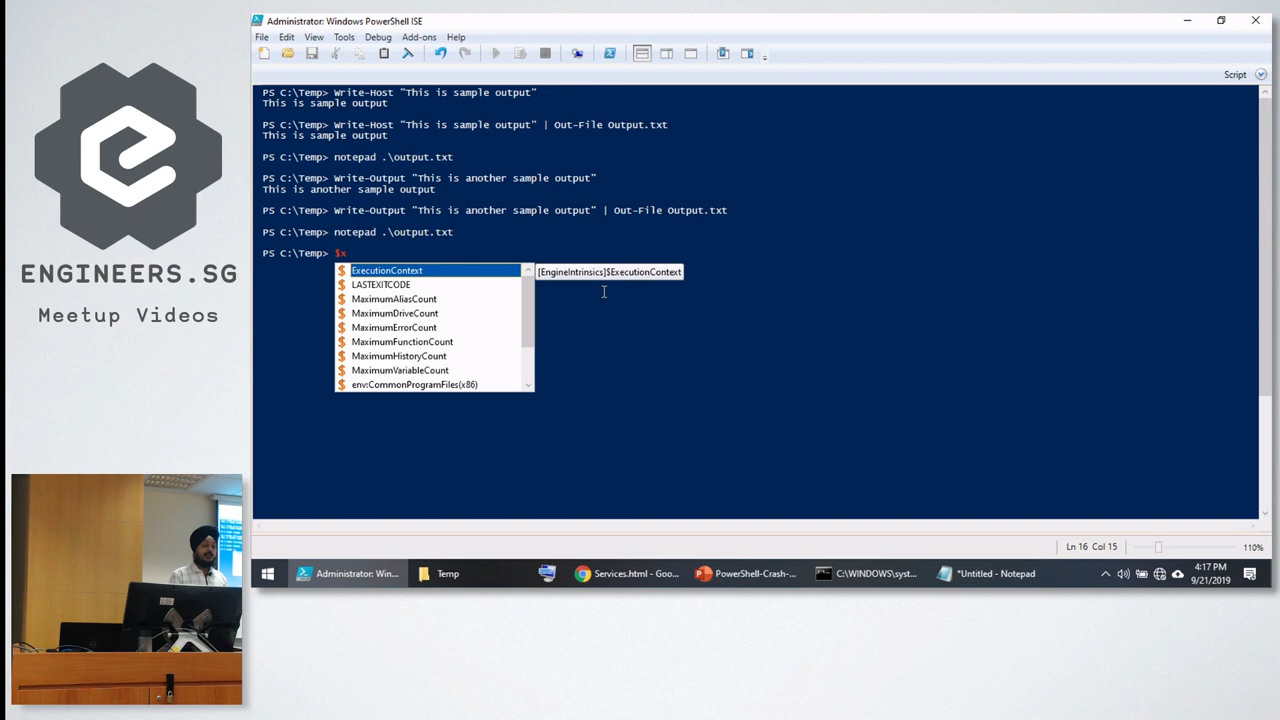 ENGINEERS.SG
Meetup Videos
Administrator: Windows PowerShell ISE
File Edit View Tools Debug Add-ons Help
Script
PS C:\Temp> Write-Host "This is sample output"
This is sample output
PS C:\Temp> Write-Host "This is sample output" | Out-File Output.txt
This is sample output
PS C:\Temp> notepad .\output.txt
PS C:\Temp> Write-Output "This is another sample output"
This is another sample output
PS C:\Temp> Write-Output "This is another sample output" | Out-File Output.txt
PS C:\Temp> notepad .\output.txt
PS C:\Temp> $x
ExecutionContext
[EngineIntrinsics]$ExecutionContext
LASTEXITCODE
MaximumAliasCount
MaximumDriveCount
MaximumErrorCount
MaximumFunctionCount
MaximumHistoryCount
MaximumVariableCount
env:CommonProgramFiles(x86)
Ln 16 Col 15
110%
Administrator: Win...
Temp
Services.html - Goo...
PowerShell-Crash-...
C:\WINDOWS\syst...
*Untitled - Notepad
4:17 PM
9/21/2019